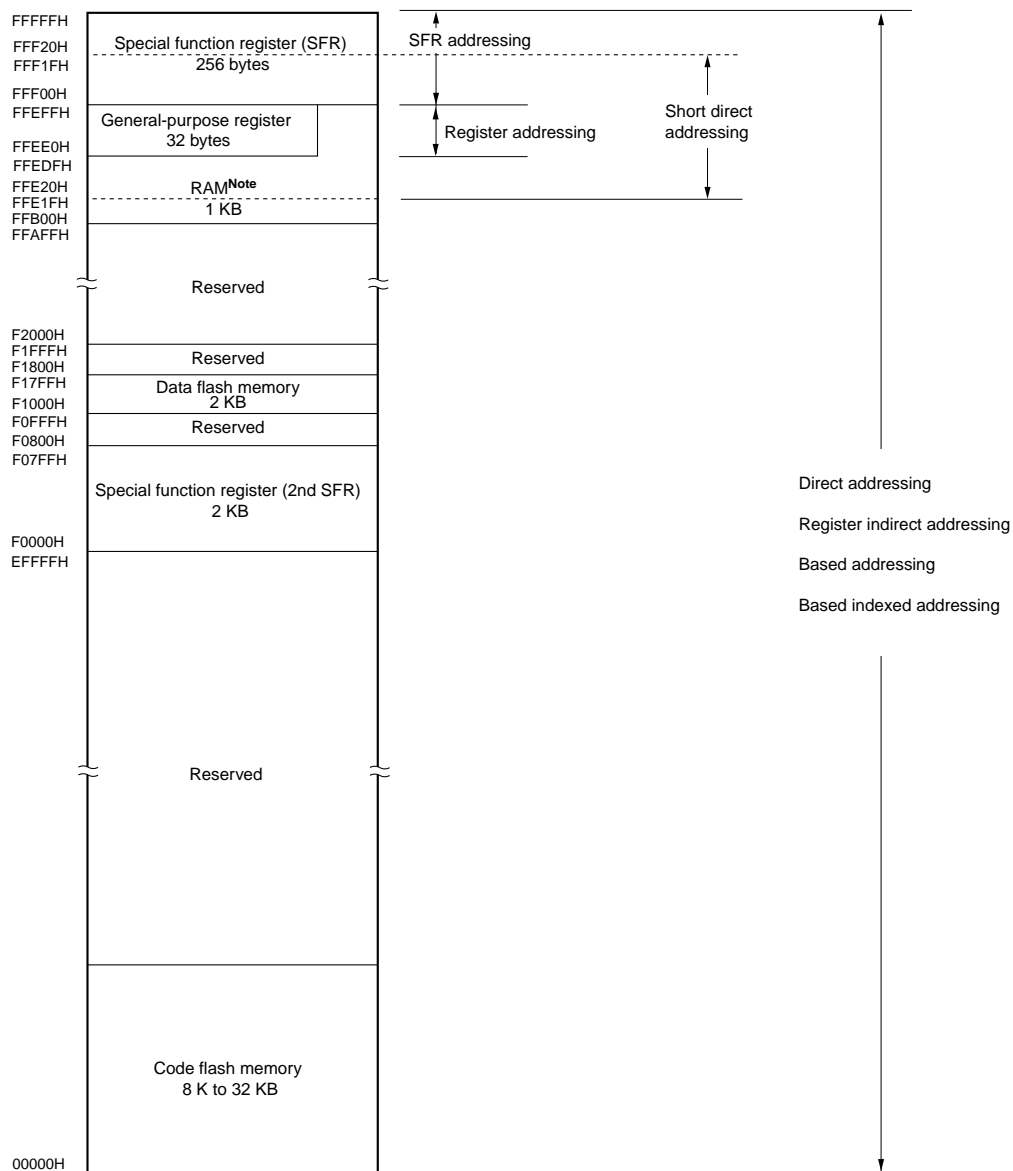 FFFFFH
FFF20H
FFF1FH
FFF00H
FFEFFH
FFEE0H
FFEDFH
FFE20H
FFE1FH
FFB00H
FFAFFH
F2000H
F1FFFH
F1800H
F17FFH
F1000H
F0FFFH
F0800H
F07FFH
F0000H
EFFFFH
00000H
Special function register (SFR)
256 bytes
General-purpose register
32 bytes
RAMNote
1 KB
Reserved
Reserved
Data flash memory
2 KB
Reserved
Special function register (2nd SFR)
2 KB
Reserved
Code flash memory
8 K to 32 KB
SFR addressing
Register addressing
Short direct
addressing
Direct addressing
Register indirect addressing
Based addressing
Based indexed addressing